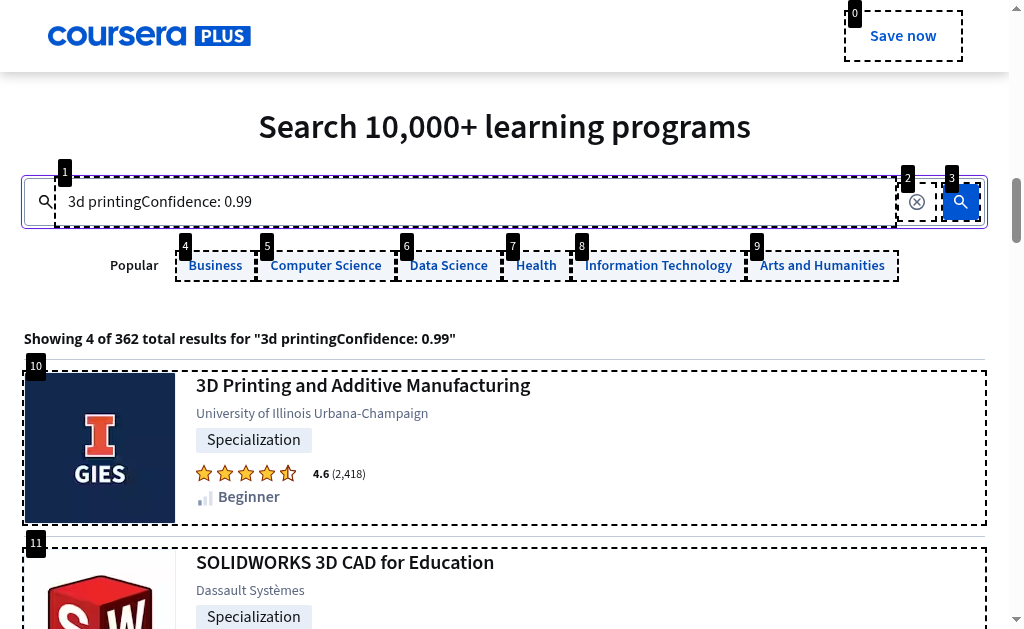 coursera PLUS
0
Save now
Search 10,000+ learning programs
1
2
3
3d printingConfidence: 0.99
4
5
6
7
8
9
Popular
Business
Computer Science
Data Science
Health
Information Technology
Arts and Humanities
Showing 4 of 362 total results for "3d printingConfidence: 0.99"
10
I
GIES
3D Printing and Additive Manufacturing
University of Illinois Urbana-Champaign
Specialization
4.6 (2,418)
Beginner
11
SW
SOLIDWORKS 3D CAD for Education
Dassault Systèmes
Specialization